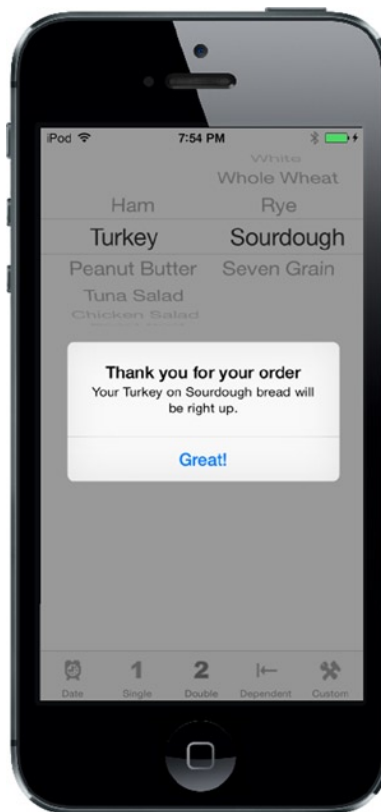 iPod 7:54 PM
White
Whole Wheat
Ham Rye
Turkey Sourdough
Peanut Butter Seven Grain
Tuna Salad
Chicken Salad
Thank you for your order
Your Turkey on Sourdough bread will
be right up.
Great!
1 2
Date Single Double Dependent Custom